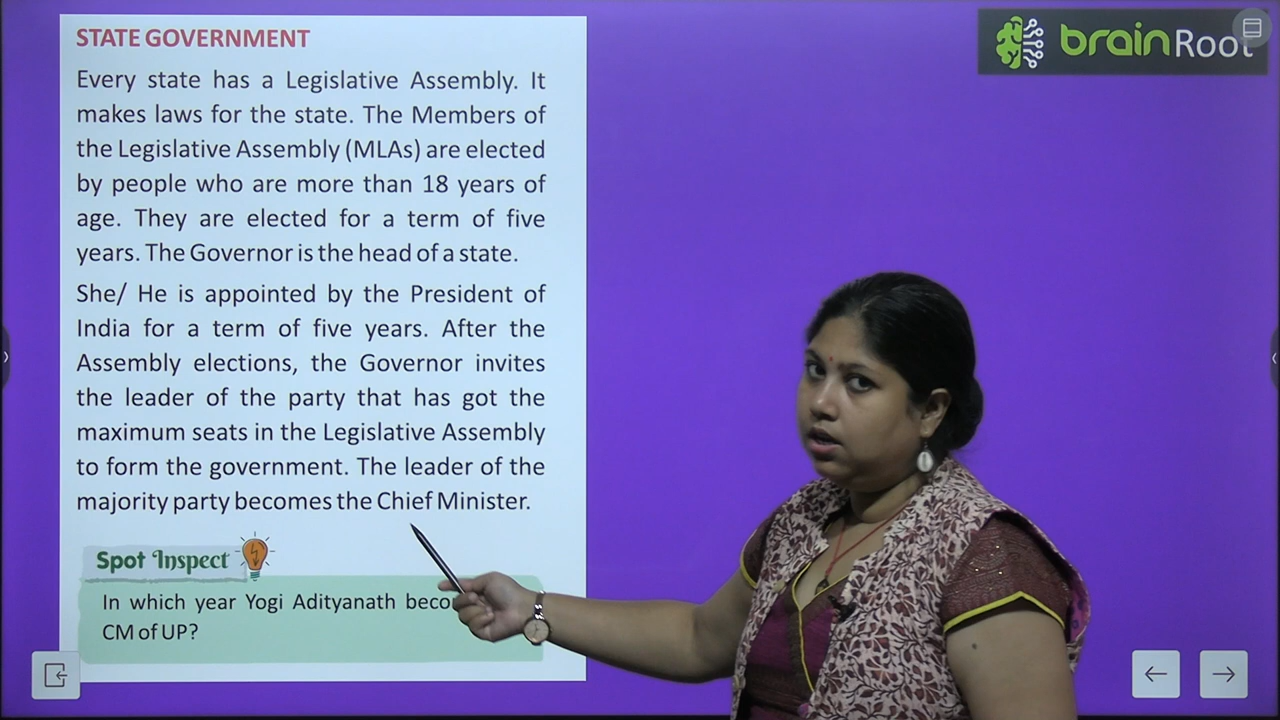 STATE GOVERNMENT
Every state has a Legislative Assembly. It
makes laws for the state. The Members of
the Legislative Assembly (MLAs) are elected
by people who are more than 18 years of
age. They are elected for a term of five
years. The Governor is the head of a state.
She/ He is appointed by the President of
India for a term of five years. After the
Assembly elections, the Governor invites
the leader of the party that has got the
maximum seats in the Legislative Assembly
to form the government. The leader of the
majority party becomes the Chief Minister.
Spot Inspect
In which year Yogi Adityanath beco
CM of UP?
brainRoot